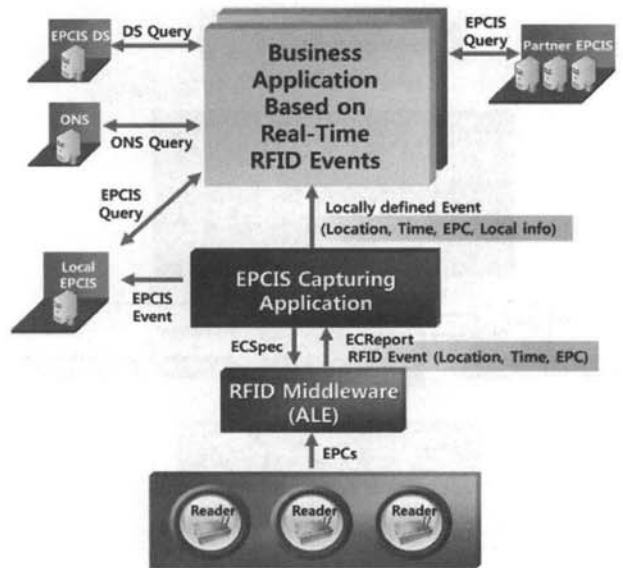 EPCIS DS
DS Query
Business
Application
Based on
Real-Time
RFID Events
EPCIS
Query
Partner EPCIS
ONS
ONS Query
EPCIS
Query
Locally defined Event
(Location, Time, EPC, Local info)
Local
EPCIS
EPCIS
Event
EPCIS Capturing
Application
ECSpec
ECReport
RFID Event (Location, Time, EPC)
RFID Middleware
(ALE)
EPCs
Reader
Reader
Reader